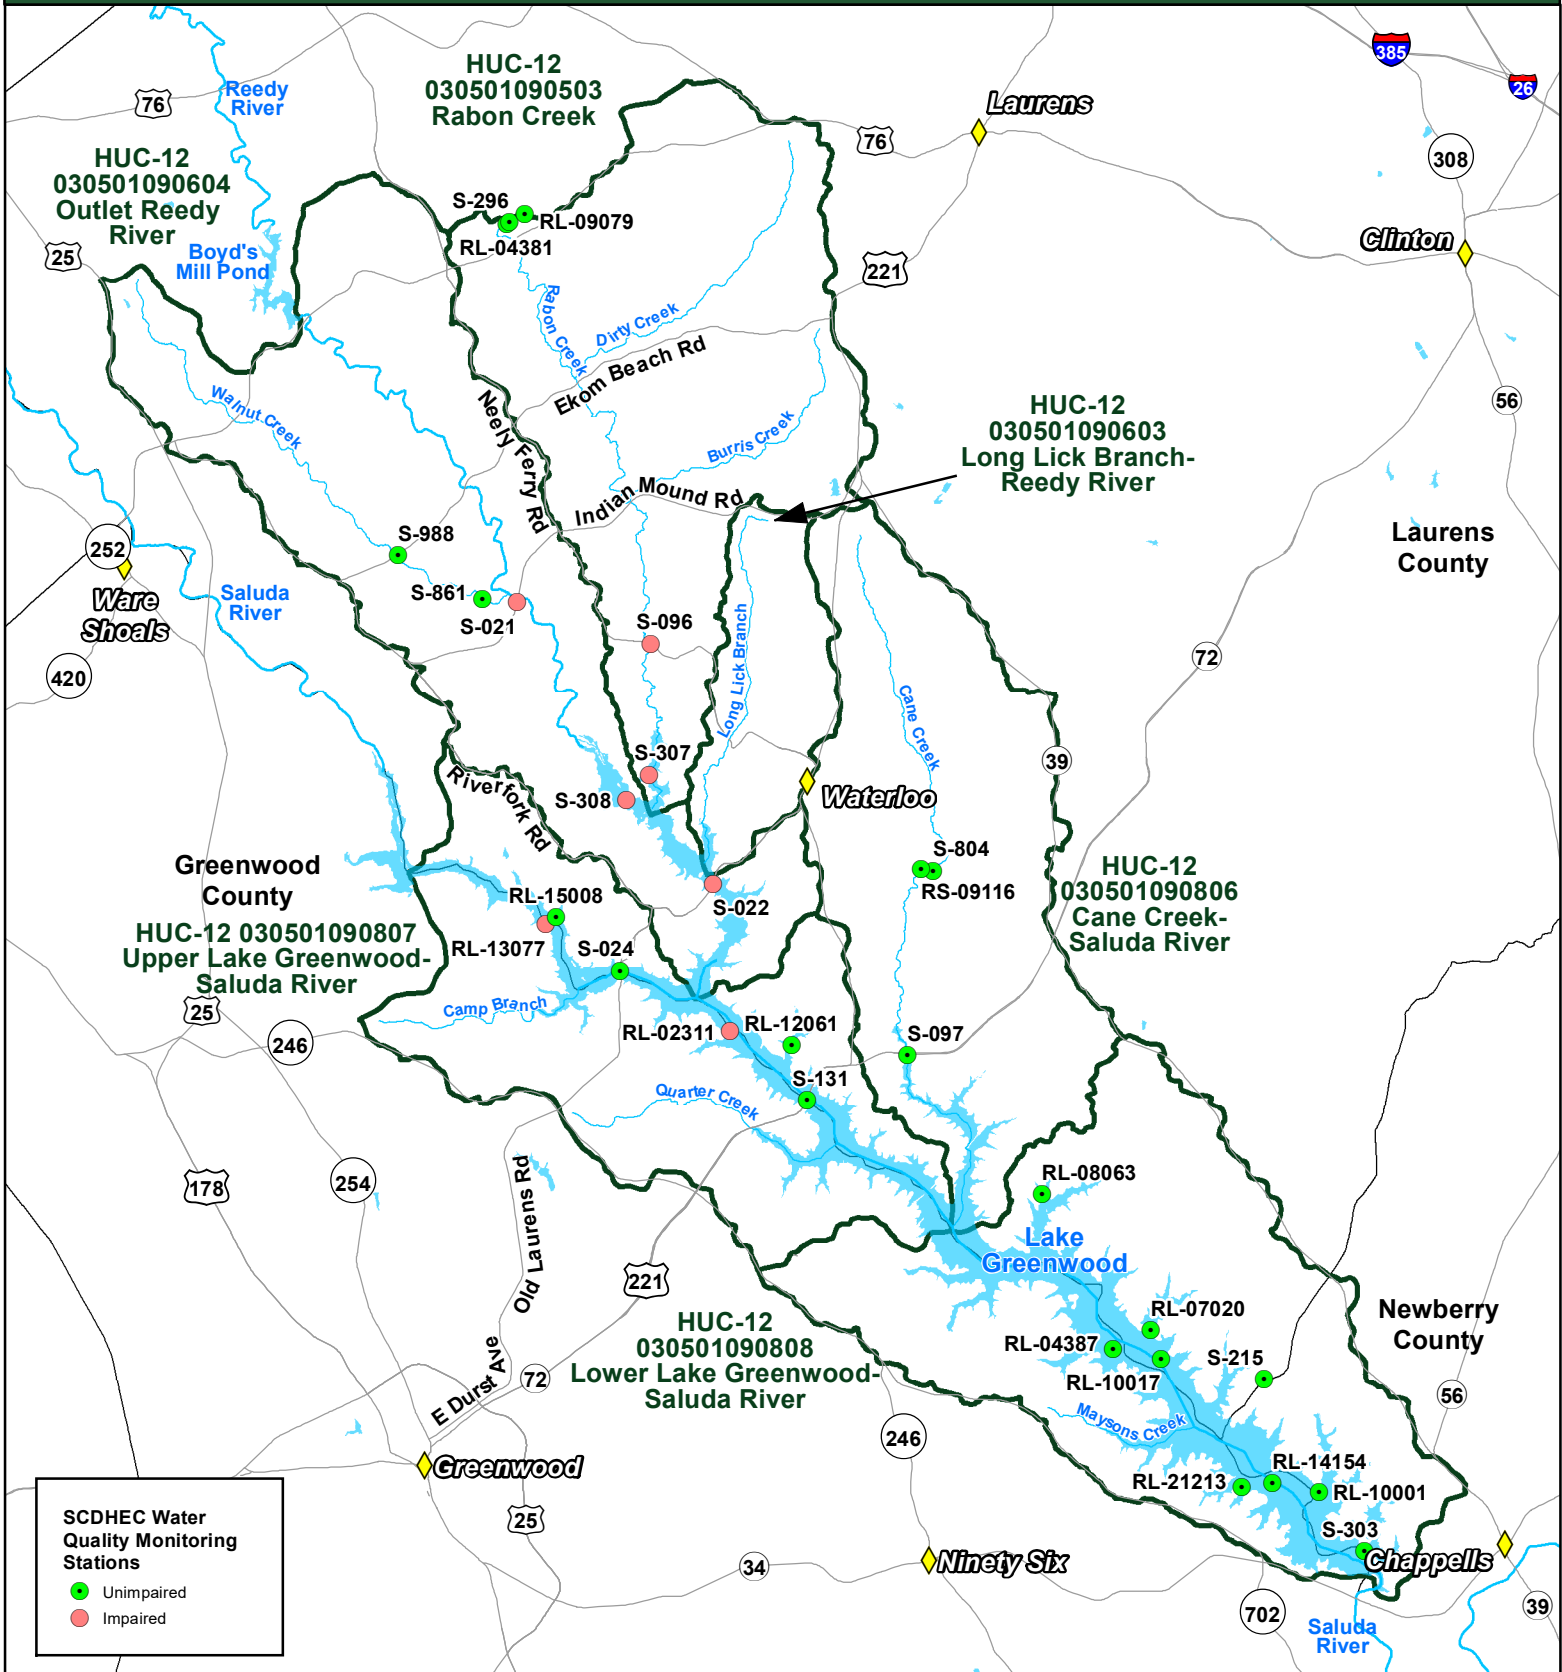 385
26
HUC-12
030501090503
Rabon Creek
Reedy
River
76
Laurens
76
308
HUC-12
030501090604
Outlet Reedy
River
S-296
RL-09079
RL-04381
25
Boyd's
Mill Pond
221
Clinton
Rabon Creek
Dirty Creek
Ekom Beach Rd
Walnut Creek
Neely Ferry Rd
Burris Creek
HUC-12
030501090603
Long Lick Branch-
Reedy River
56
Indian Mound Rd
252
S-988
Laurens
County
Ware
Shoals
Saluda
River
S-861
S-021
S-096
Long Lick Branch
420
72
Cane Creek
S-307
39
Riverfork Rd
S-308
Waterloo
Greenwood
County
S-804
RS-09116
HUC-12
030501090806
Cane Creek-
Saluda River
RL-15008
S-022
HUC-12 030501090807
Upper Lake Greenwood-
Saluda River
RL-13077
S-024
25
Camp Branch
246
RL-02311
RL-12061
S-097
S-131
Quarter Creek
178
254
Old Laurens Rd
RL-08063
Lake
Greenwood
221
HUC-12
030501090808
Lower Lake Greenwood-
Saluda River
RL-07020
Newberry
County
RL-04387
S-215
RL-10017
E Durst Ave
72
56
Maysons Creek
246
Greenwood
RL-14154
RL-21213
RL-10001
25
S-303
Chappells
34
Ninety Six
702
39
Saluda
River
SCDHEC Water
Quality Monitoring
Stations
Unimpaired
Impaired